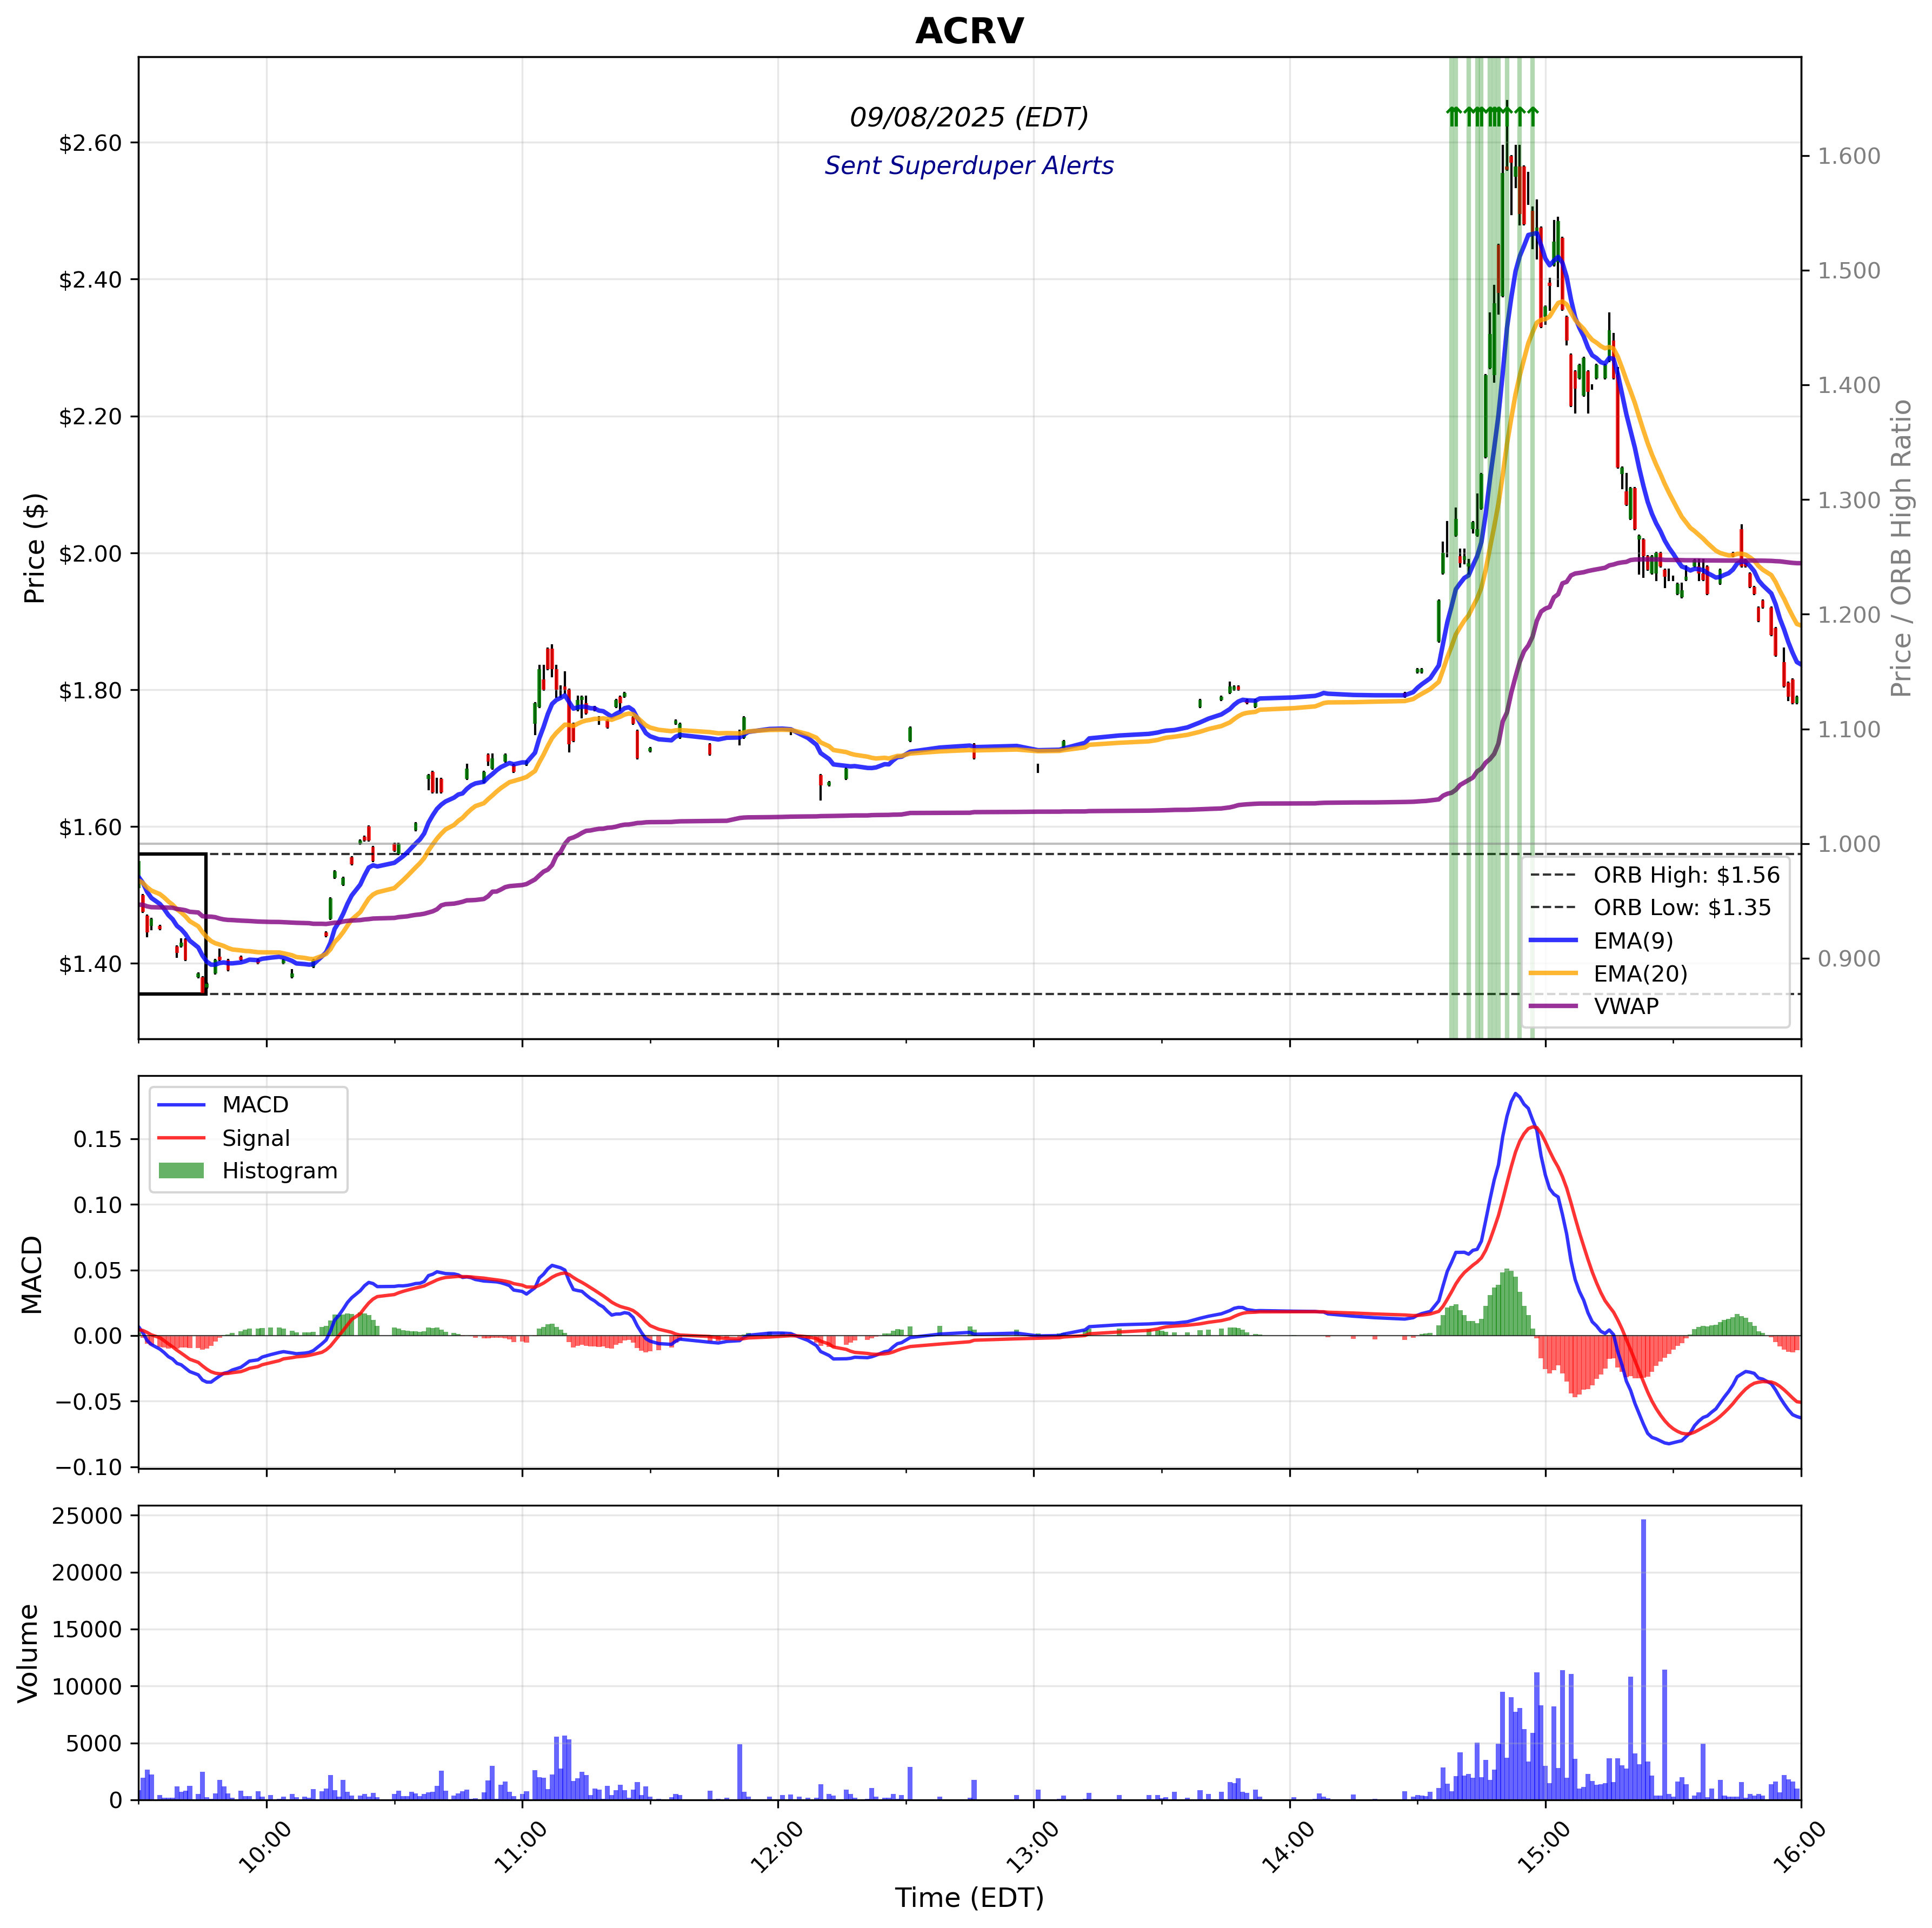 ACRV
09/08/2025 (EDT)
Sent Superduper Alerts
Price ($)
$2.60
$2.40
$2.20
$2.00
$1.80
$1.60
$1.40
1.600
1.500
1.400
1.300
1.200
1.100
1.000
0.900
Price / ORB High Ratio
ORB High: $1.56
ORB Low: $1.35
EMA(9)
EMA(20)
VWAP
MACD
Signal
Histogram
MACD
0.15
0.10
0.05
0.00
−0.05
−0.10
Volume
25000
20000
15000
10000
5000
0
10:00
11:00
12:00
13:00
14:00
15:00
16:00
Time (EDT)